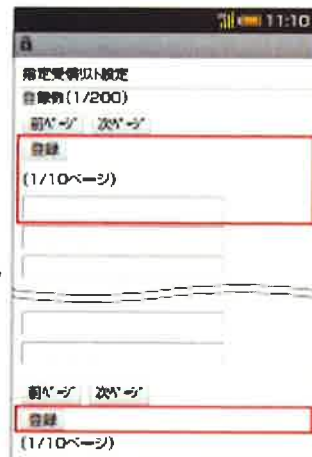 11:10
指定受信リスト設定
登録例(1/200)
前ページ 次ページ
登録
(1/10ページ)
前ページ 次ページ
登録
(1/10ページ)